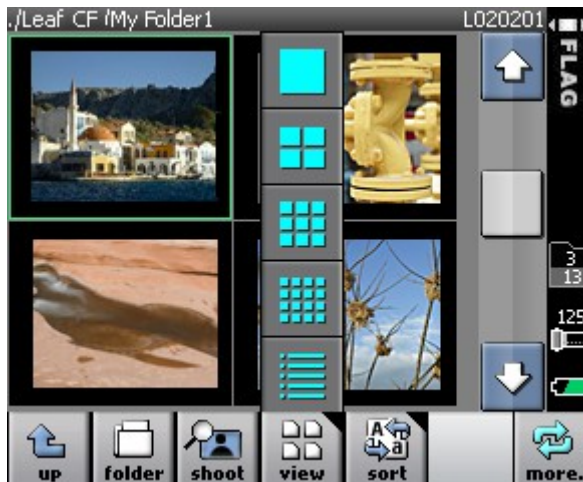 ./Leaf CF /My Folder1 L020201
FLAG
3
13
125
up folder shoot view sort more.